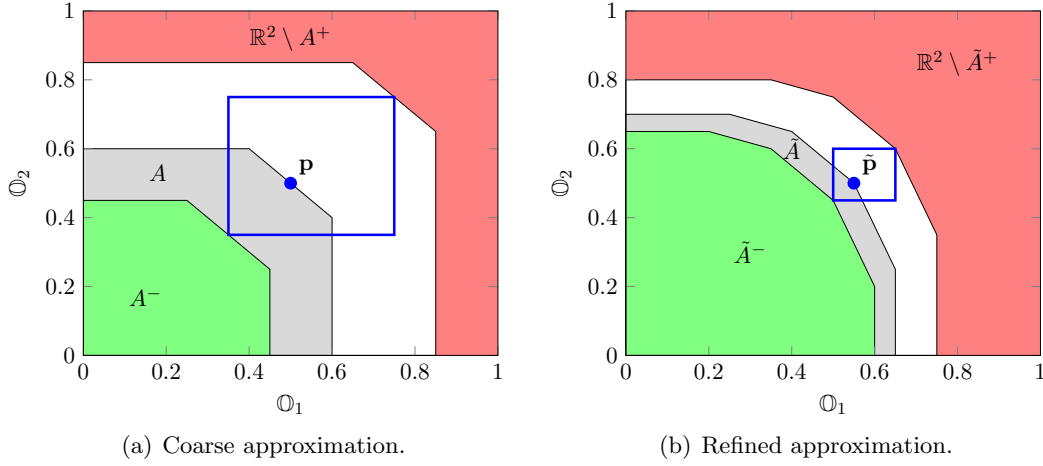 1
0.8
0.6
0.4
0.2
0
0 0.2 0.4 0.6 0.8 1
𝕆₂
𝕆₁
ℝ² \ A⁺
A
p
A⁻
(a) Coarse approximation.
1
0.8
0.6
0.4
0.2
0
0 0.2 0.4 0.6 0.8 1
𝕆₂
𝕆₁
ℝ² \ Ã⁺
Ã
p̃
Ã⁻
(b) Refined approximation.